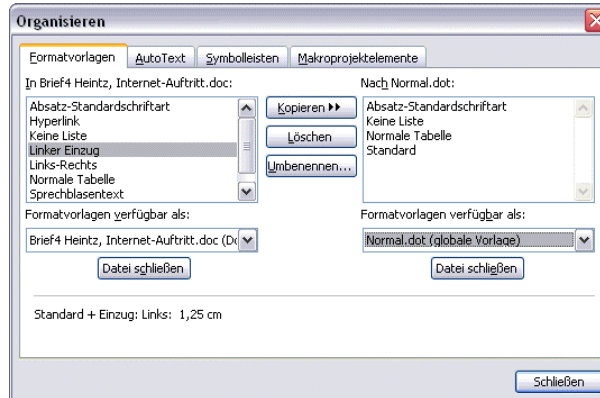 Organisieren
Formatvorlagen AutoText Symbolleisten Makroprojektelemente
In Brief4 Heintz, Internet-Auftritt.doc: Nach Normal.dot:
Absatz-Standardschriftart
Hyperlink
Keine Liste
Linker Einzug
Links-Rechts
Normale Tabelle
Sprechblasentext
Kopieren
Löschen
Umbenennen...
Absatz-Standardschriftart
Keine Liste
Normale Tabelle
Standard
Formatvorlagen verfügbar als: Formatvorlagen verfügbar als:
Brief4 Heintz, Internet-Auftritt.doc (Do Normal.dot (globale Vorlage)
Datei schließen Datei schließen
Standard + Einzug: Links: 1,25 cm
Schließen